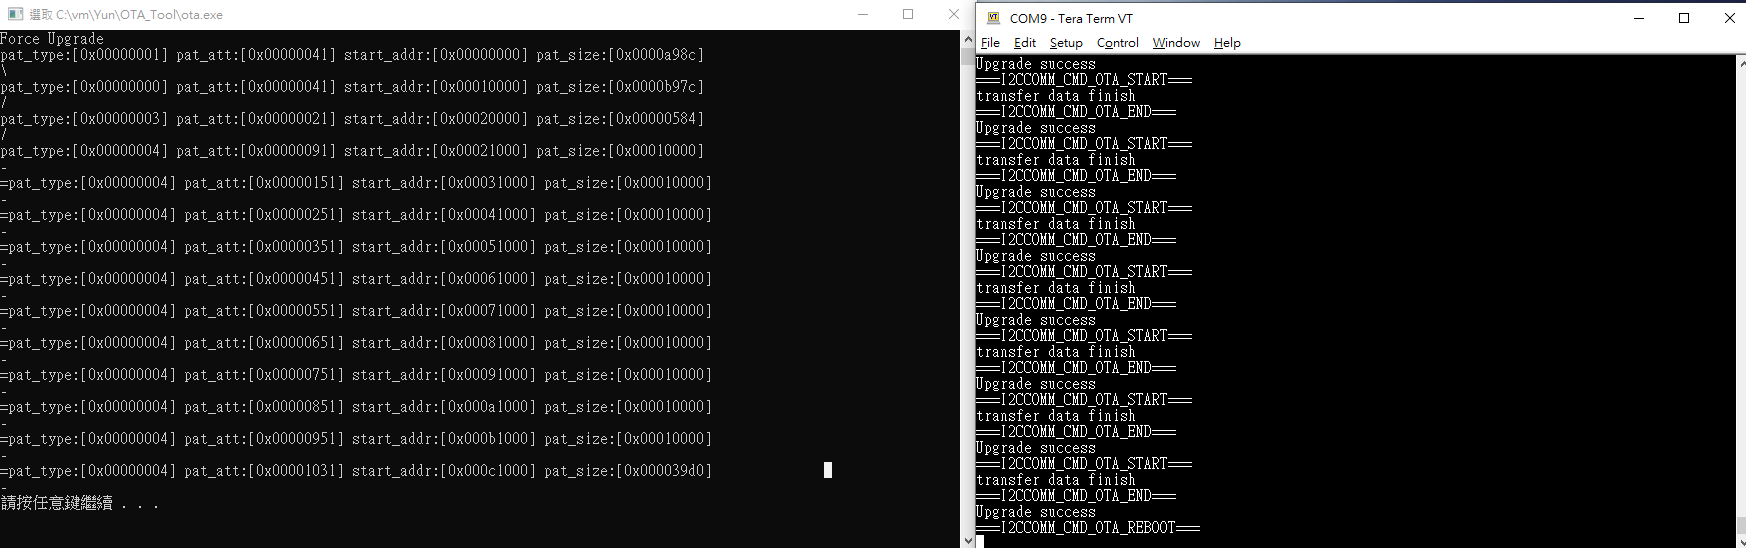 選取 C:\vm\Yun\OTA_Tool\ota.exe
Force Upgrade
pat_type:[0x00000001] pat_att:[0x00000041] start_addr:[0x00000000] pat_size:[0x0000a98c]
\
pat_type:[0x00000000] pat_att:[0x00000041] start_addr:[0x00010000] pat_size:[0x0000b97c]
/
pat_type:[0x00000003] pat_att:[0x00000021] start_addr:[0x00020000] pat_size:[0x00000584]
/
pat_type:[0x00000004] pat_att:[0x00000091] start_addr:[0x00021000] pat_size:[0x00010000]
-
=pat_type:[0x00000004] pat_att:[0x00000151] start_addr:[0x00031000] pat_size:[0x00010000]
-
=pat_type:[0x00000004] pat_att:[0x00000251] start_addr:[0x00041000] pat_size:[0x00010000]
-
=pat_type:[0x00000004] pat_att:[0x00000351] start_addr:[0x00051000] pat_size:[0x00010000]
-
=pat_type:[0x00000004] pat_att:[0x00000451] start_addr:[0x00061000] pat_size:[0x00010000]
-
=pat_type:[0x00000004] pat_att:[0x00000551] start_addr:[0x00071000] pat_size:[0x00010000]
-
=pat_type:[0x00000004] pat_att:[0x00000651] start_addr:[0x00081000] pat_size:[0x00010000]
-
=pat_type:[0x00000004] pat_att:[0x00000751] start_addr:[0x00091000] pat_size:[0x00010000]
-
=pat_type:[0x00000004] pat_att:[0x00000851] start_addr:[0x000a1000] pat_size:[0x00010000]
-
=pat_type:[0x00000004] pat_att:[0x00000951] start_addr:[0x000b1000] pat_size:[0x00010000]
-
=pat_type:[0x00000004] pat_att:[0x00001031] start_addr:[0x000c1000] pat_size:[0x000039d0]
-
請按任意鍵繼續 . . .
COM9 - Tera Term VT
File Edit Setup Control Window Help
Upgrade success
===I2CCOMM_CMD_OTA_START===
transfer data finish
===I2CCOMM_CMD_OTA_END===
Upgrade success
===I2CCOMM_CMD_OTA_START===
transfer data finish
===I2CCOMM_CMD_OTA_END===
Upgrade success
===I2CCOMM_CMD_OTA_START===
transfer data finish
===I2CCOMM_CMD_OTA_END===
Upgrade success
===I2CCOMM_CMD_OTA_START===
transfer data finish
===I2CCOMM_CMD_OTA_END===
Upgrade success
===I2CCOMM_CMD_OTA_START===
transfer data finish
===I2CCOMM_CMD_OTA_END===
Upgrade success
===I2CCOMM_CMD_OTA_START===
transfer data finish
===I2CCOMM_CMD_OTA_END===
Upgrade success
===I2CCOMM_CMD_OTA_START===
transfer data finish
===I2CCOMM_CMD_OTA_END===
Upgrade success
===I2CCOMM_CMD_OTA_REBOOT===